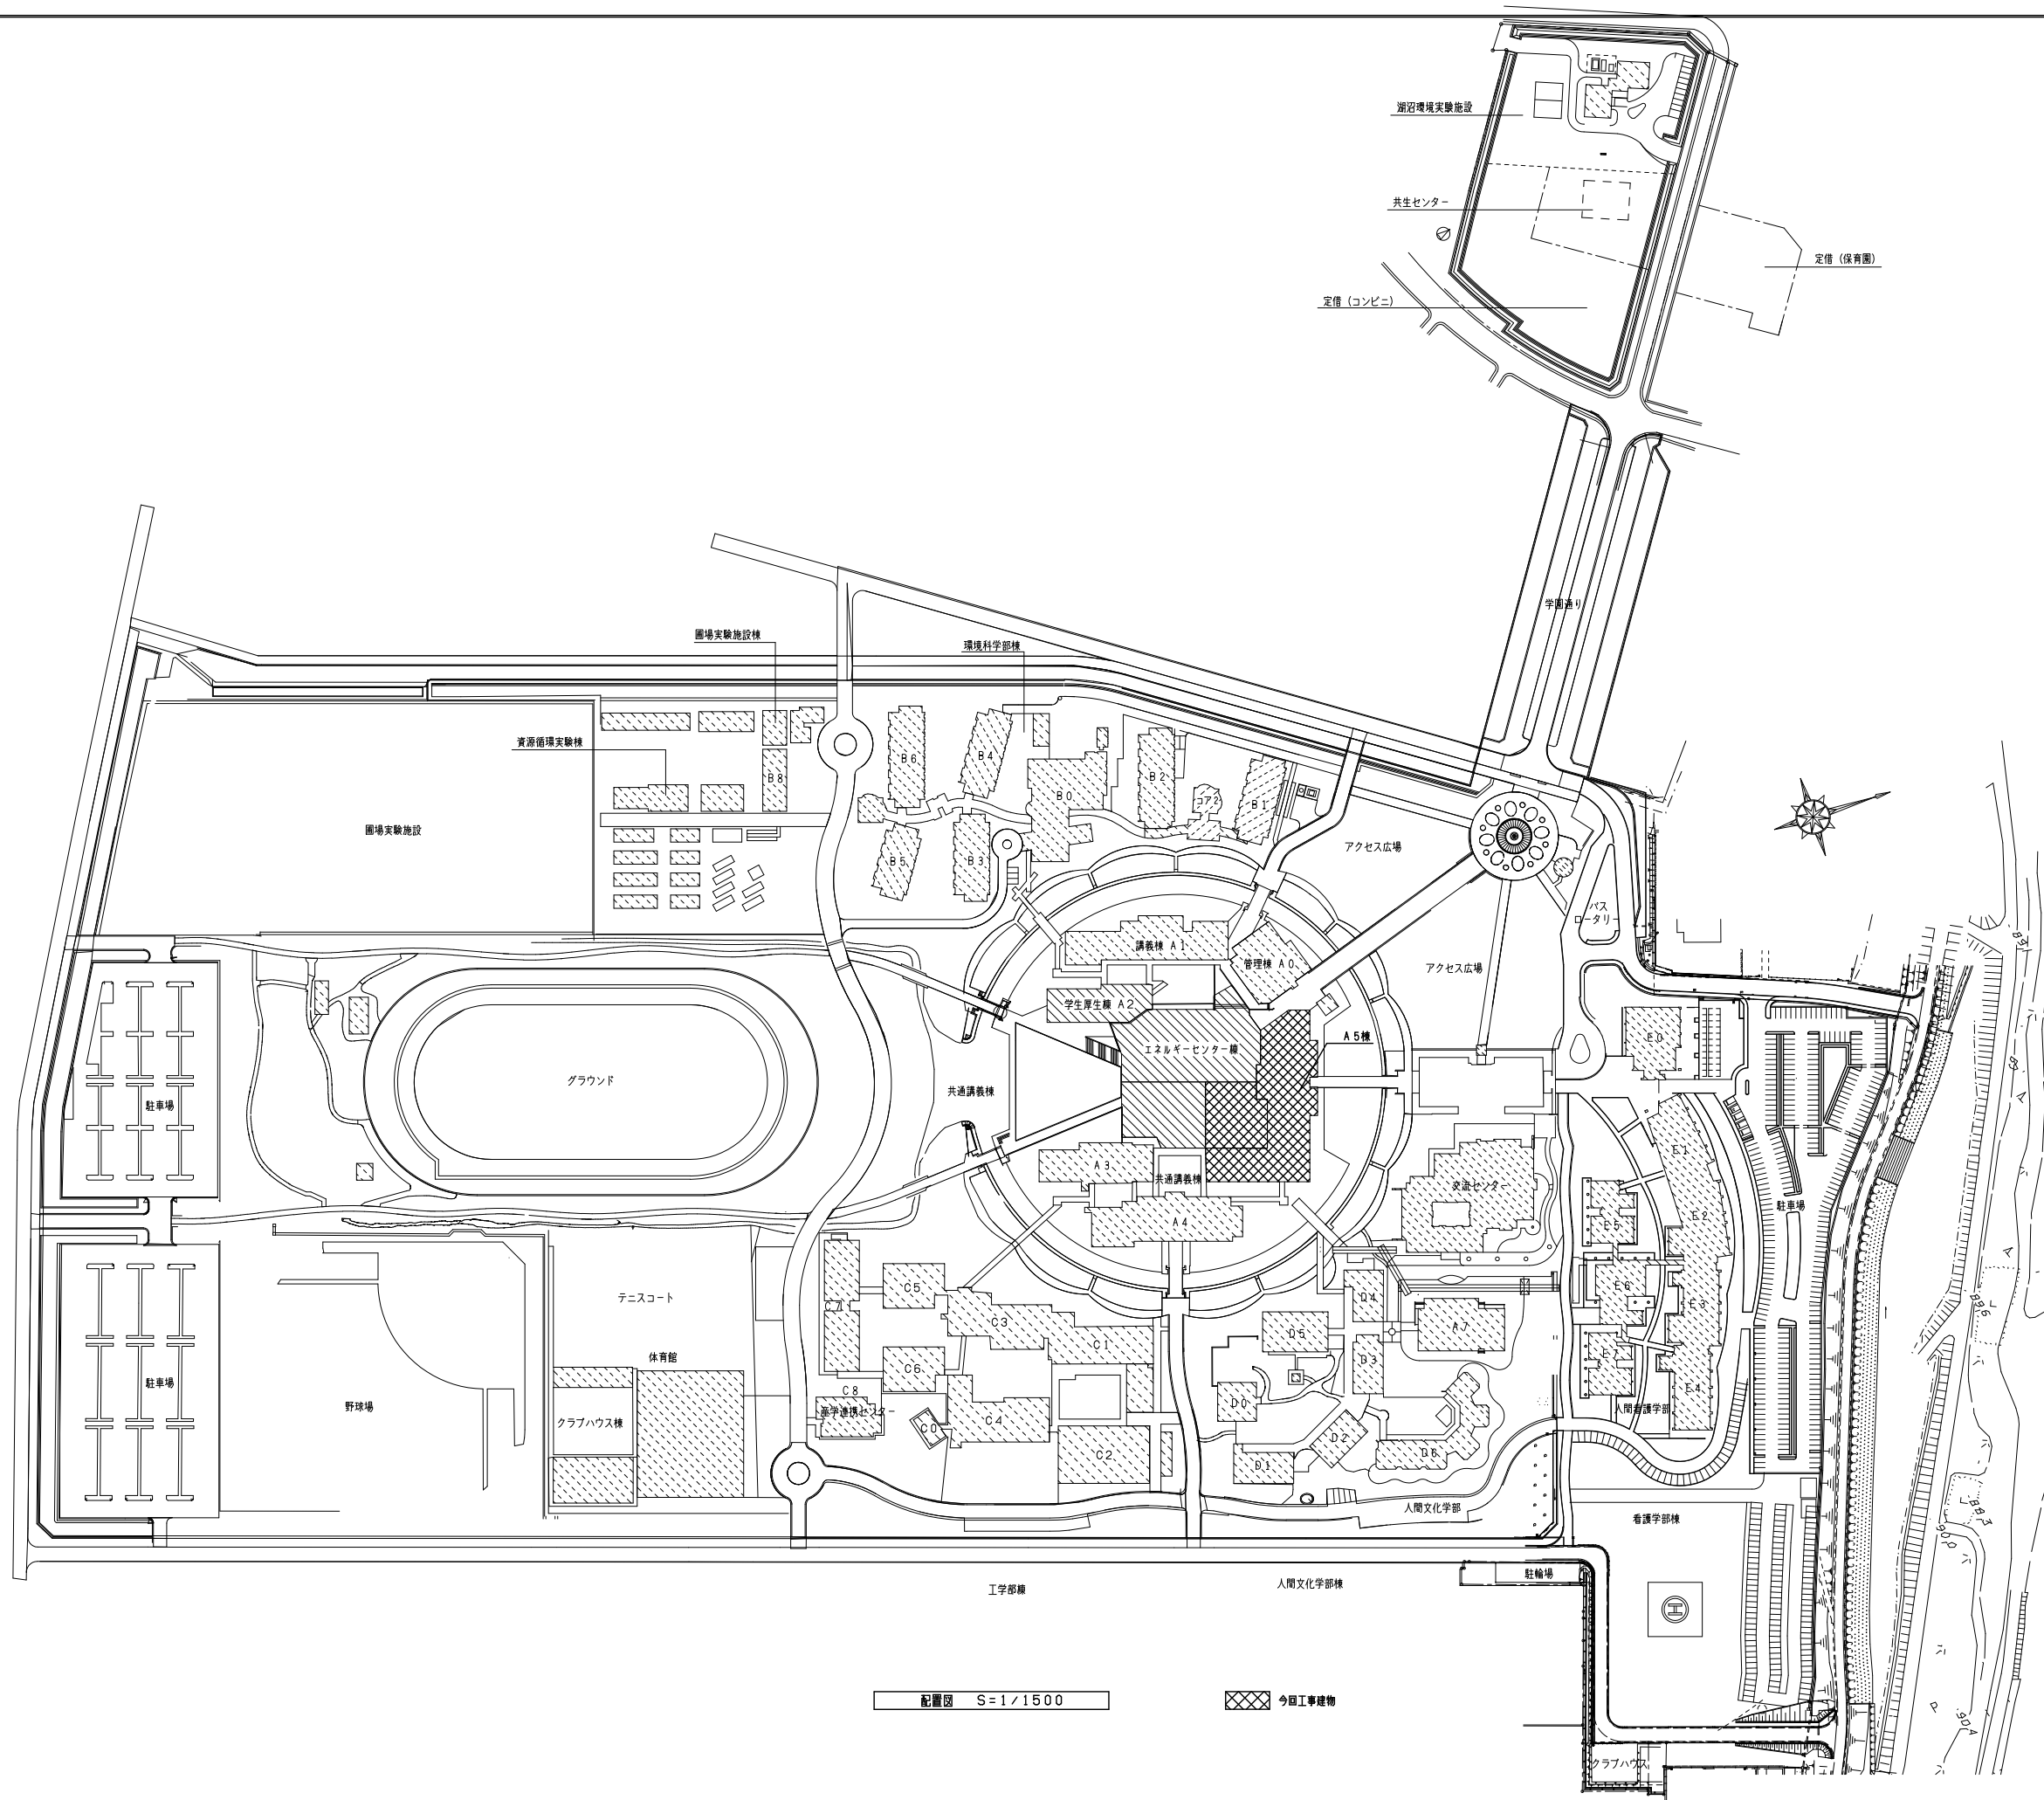 湖沼環境実験施設
共生センター
定借（保育園）
定借（コンビニ）
学園通り
圃場実験施設棟
環境科学部棟
資源循環実験棟
B8
B6
B4
B0
B2
コア2
B1
B5
B3
圃場実験施設
アクセス広場
バス
ロータリー
アクセス広場
講義棟 A1
管理棟 A0
学生厚生棟 A2
エネルギーセンター棟
A5棟
E0
グラウンド
共通講義棟
駐車場
A3
共通講義棟
A4
交流センター
E1
E2
E5
駐車場
テニスコート
C7
C5
C3
C1
D4
D5
A7
E6
E3
体育館
C6
D3
E7
E4
駐車場
野球場
クラブハウス棟
C8
産学連携センター
C0
C4
C2
D0
D2
D1
D6
人間看護学部
人間文化学部
看護学部棟
工学部棟
人間文化学部棟
駐輪場
H
配置図 S=1/1500
今回工事建物
クラブハウス
896
893
900
904